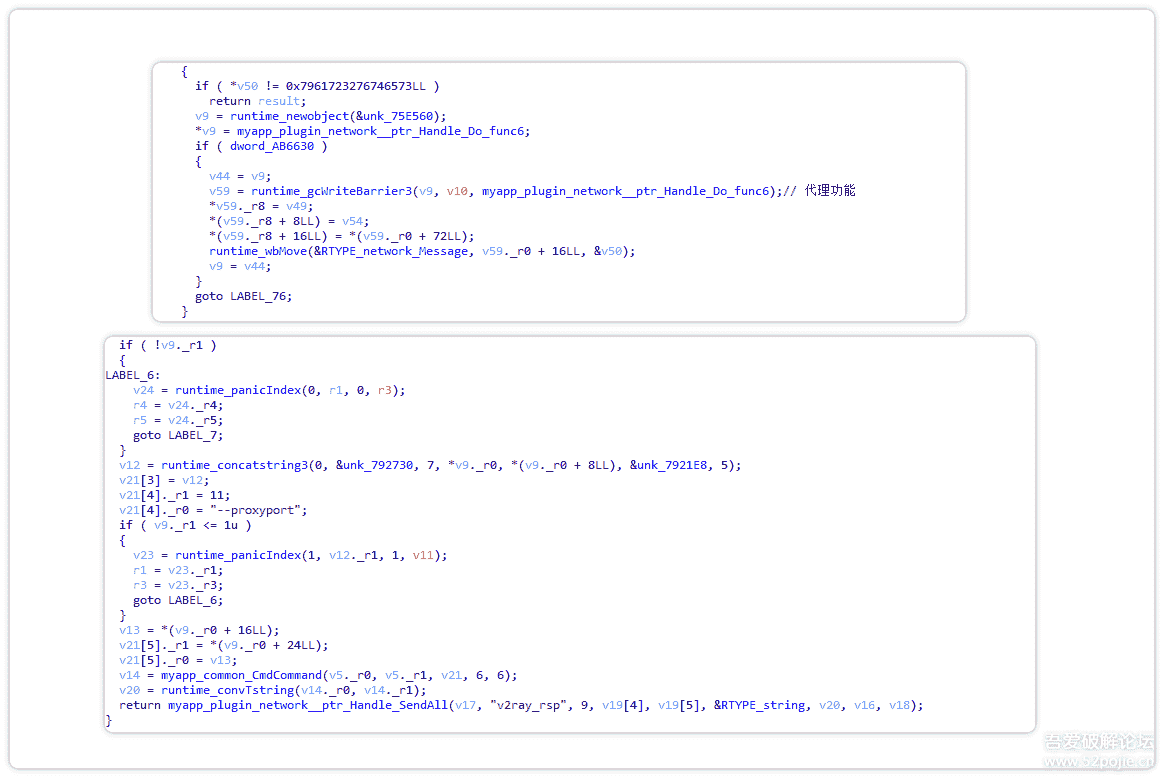 {
if ( *v50 != 0x7961723276746573LL )
return result;
v9 = runtime_newobject(&unk_75E560);
*v9 = myapp_plugin_network__ptr_Handle_Do_func6;
if ( dword_AB6630 )
{
v44 = v9;
v59 = runtime_gcWriteBarrier3(v9, v10, myapp_plugin_network__ptr_Handle_Do_func6);// 代理功能
*v59._r8 = v49;
*(v59._r8 + 8LL) = v54;
*(v59._r8 + 16LL) = *(v59._r0 + 72LL);
runtime_wbMove(&RTYPE_network_Message, v59._r0 + 16LL, &v50);
v9 = v44;
}
goto LABEL_76;
}
if ( !v9._r1 )
{
LABEL_6:
v24 = runtime_panicIndex(0, r1, 0, r3);
r4 = v24._r4;
r5 = v24._r5;
goto LABEL_7;
}
v12 = runtime_concatstring3(0, &unk_792730, 7, *v9._r0, *(v9._r0 + 8LL), &unk_7921E8, 5);
v21[3] = v12;
v21[4]._r1 = 11;
v21[4]._r0 = "--proxyport";
if ( v9._r1 <= 1u )
{
v23 = runtime_panicIndex(1, v12._r1, 1, v11);
r1 = v23._r1;
r3 = v23._r3;
goto LABEL_6;
}
v13 = *(v9._r0 + 16LL);
v21[5]._r1 = *(v9._r0 + 24LL);
v21[5]._r0 = v13;
v14 = myapp_common_CmdCommand(v5._r0, v5._r1, v21, 6, 6);
v20 = runtime_convTstring(v14._r0, v14._r1);
return myapp_plugin_network__ptr_Handle_SendAll(v17, "v2ray_rsp", 9, v19[4], v19[5], &RTYPE_string, v20, v16, v18);
}
吾爱破解论坛
www.52pojie.cn